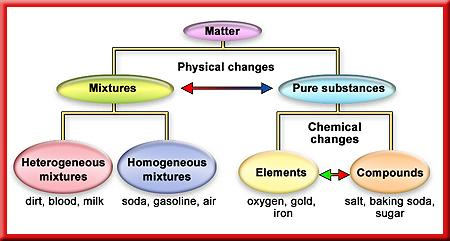 Matter
Physical changes
Mixtures
Pure substances
Chemical
changes
Heterogeneous
mixtures
Homogeneous
mixtures
Elements
Compounds
dirt, blood, milk
soda, gasoline, air
oxygen, gold,
iron
salt, baking soda,
sugar